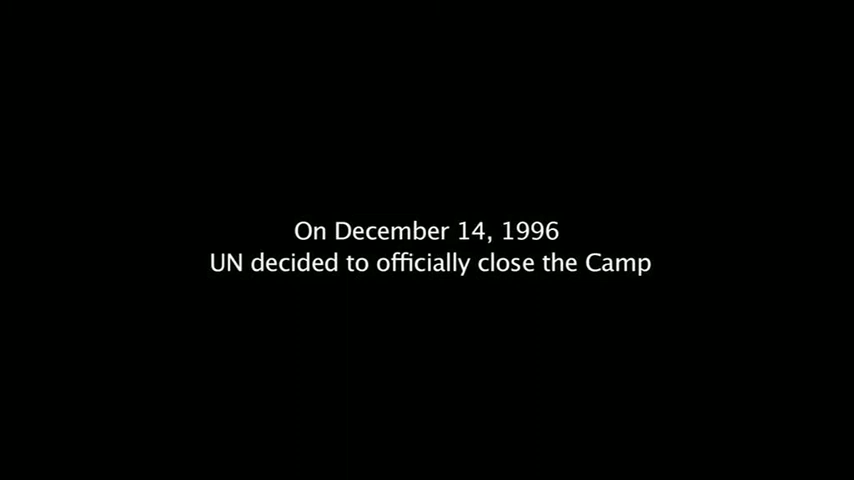 On December 14, 1996
UN decided to officially close the Camp